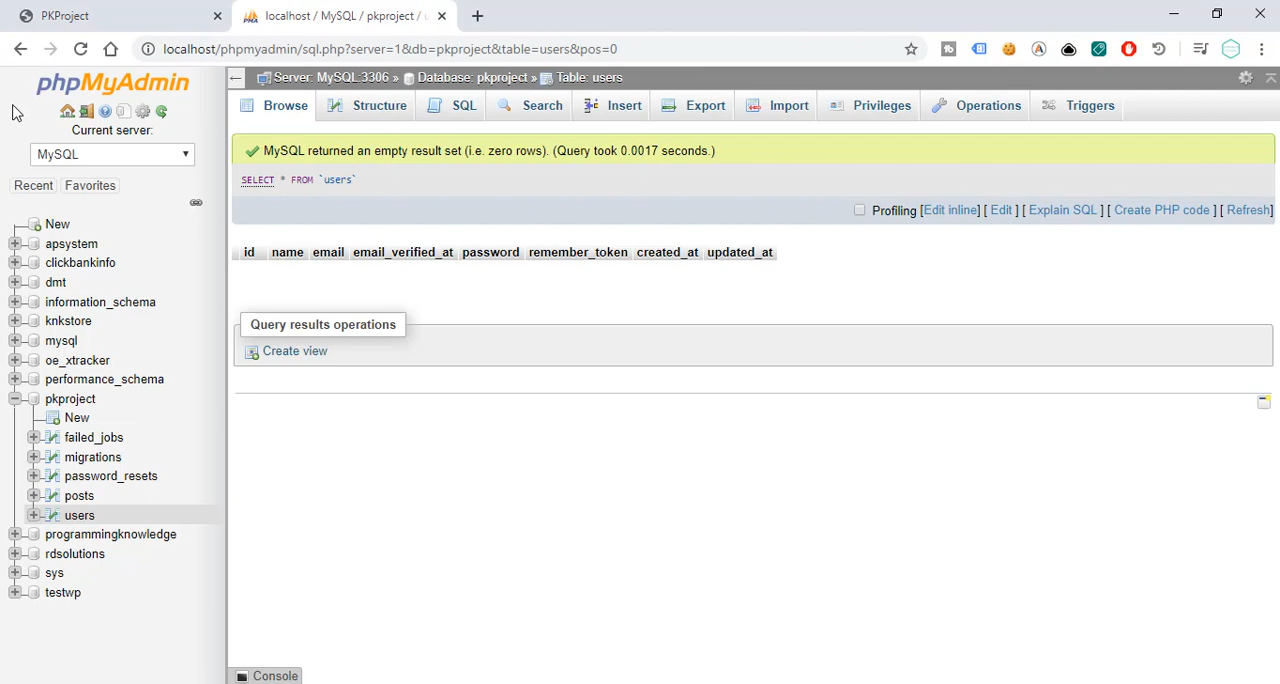 PKProject
localhost / MySQL / pkproject / u
localhost/phpmyadmin/sql.php?server=1&db=pkproject&table=users&pos=0
phpMyAdmin
Current server:
MySQL
Recent
Favorites
New
apsystem
clickbankinfo
dmt
information_schema
knkstore
mysql
oe_xtracker
performance_schema
pkproject
New
failed_jobs
migrations
password_resets
posts
users
programmingknowledge
rdsolutions
sys
testwp
Server: MySQL:3306 » Database: pkproject » Table: users
Browse Structure SQL Search Insert Export Import Privileges Operations Triggers
MySQL returned an empty result set (i.e. zero rows). (Query took 0.0017 seconds.)
SELECT * FROM `users`
Profiling [Edit inline] [ Edit ] [ Explain SQL ] [ Create PHP code ] [ Refresh]
id name email email_verified_at password remember_token created_at updated_at
Query results operations
Create view
Console